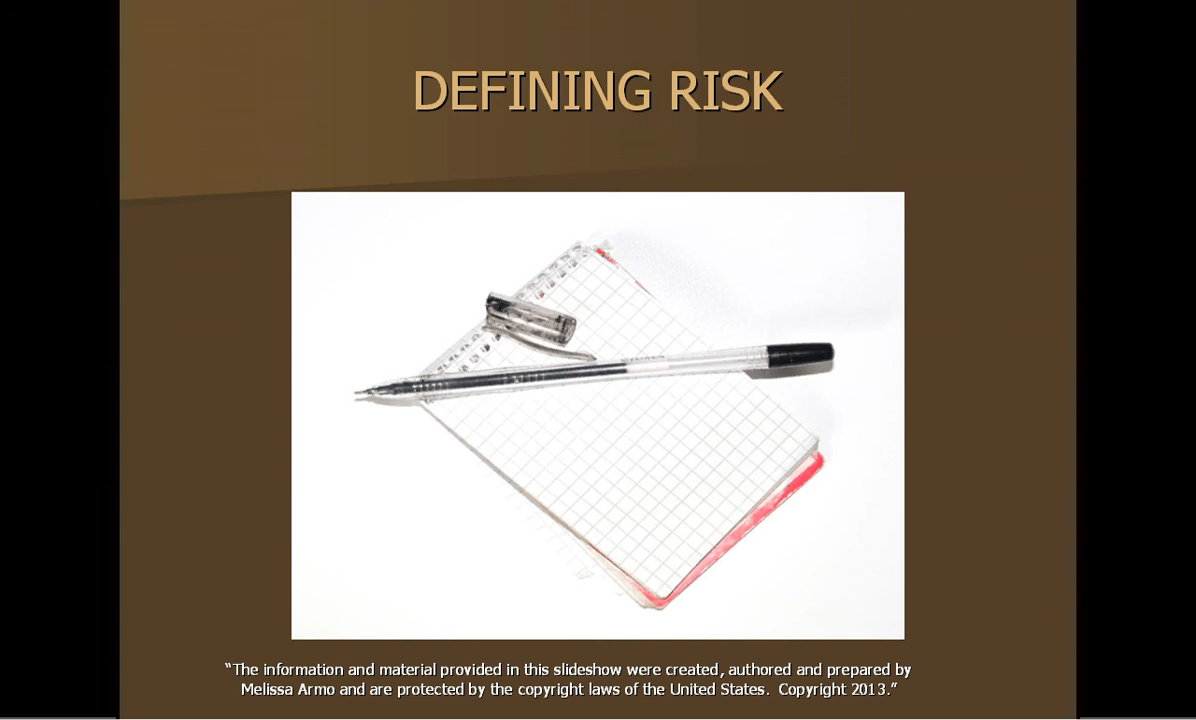 DEFINING RISK
“The information and material provided in this slideshow were created, authored and prepared by
Melissa Armo and are protected by the copyright laws of the United States.  Copyright 2013.”